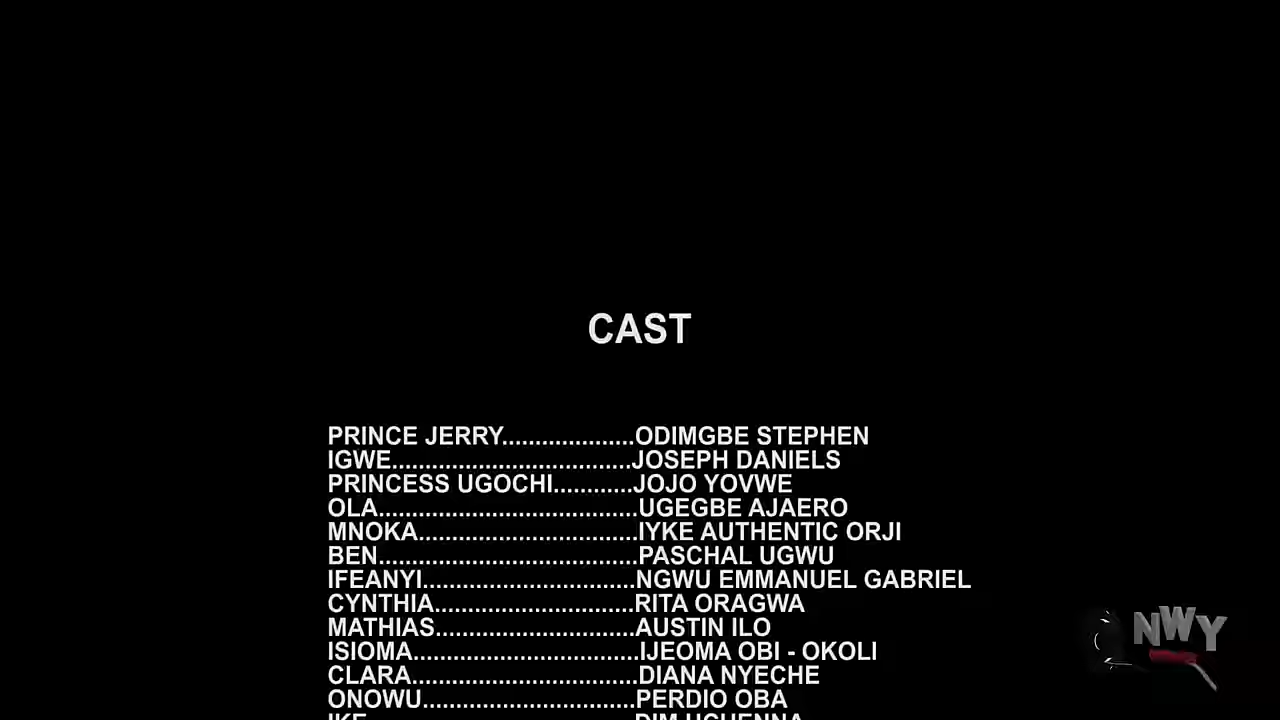 CAST
PRINCE JERRY....................ODIMGBE STEPHEN
IGWE....................................JOSEPH DANIELS
PRINCESS UGOCHI............JOJO YOVWE
OLA.......................................UGEGBE AJAERO
MNOKA.................................IYKE AUTHENTIC ORJI
BEN.......................................PASCHAL UGWU
IFEANYI................................NGWU EMMANUEL GABRIEL
CYNTHIA..............................RITA ORAGWA
MATHIAS..............................AUSTIN ILO
ISIOMA..................................IJEOMA OBI - OKOLI
CLARA..................................DIANA NYECHE
ONOWU................................PERDIO OBA
NWY